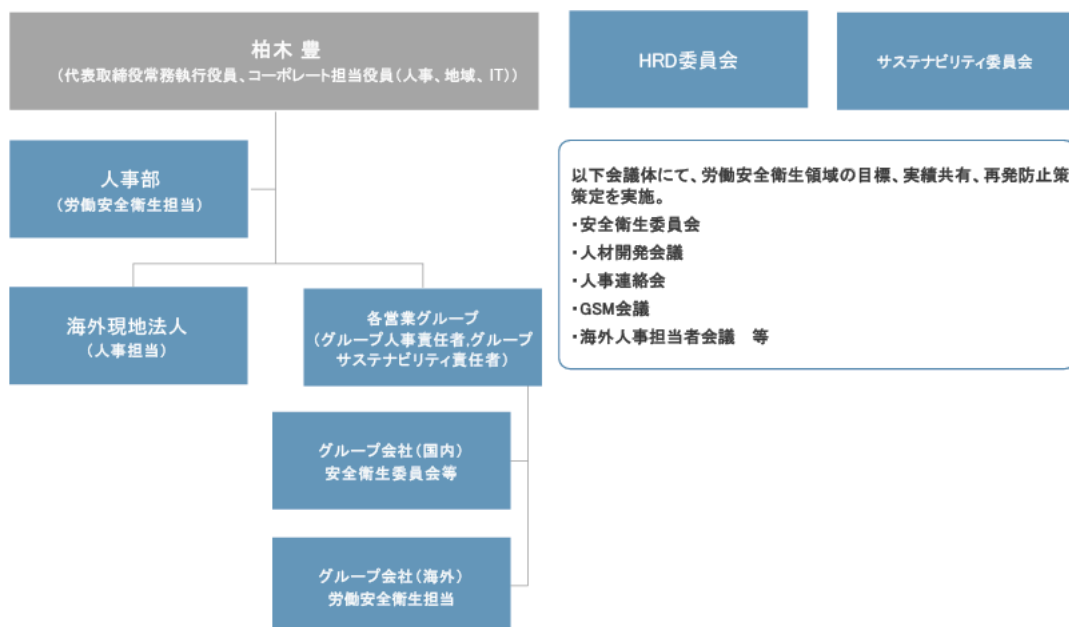 柏木 豊
（代表取締役常務執行役員、コーポレート担当役員（人事、地域、IT））
HRD委員会
サステナビリティ委員会
人事部
（労働安全衛生担当）
以下会議体にて、労働安全衛生領域の目標、実績共有、再発防止策
策定を実施。
・安全衛生委員会
・人材開発会議
・人事連絡会
・GSM会議
・海外人事担当者会議　等
海外現地法人
（人事担当）
各営業グループ
（グループ人事責任者,グループ
サステナビリティ責任者）
グループ会社（国内）
安全衛生委員会等
グループ会社（海外）
労働安全衛生担当